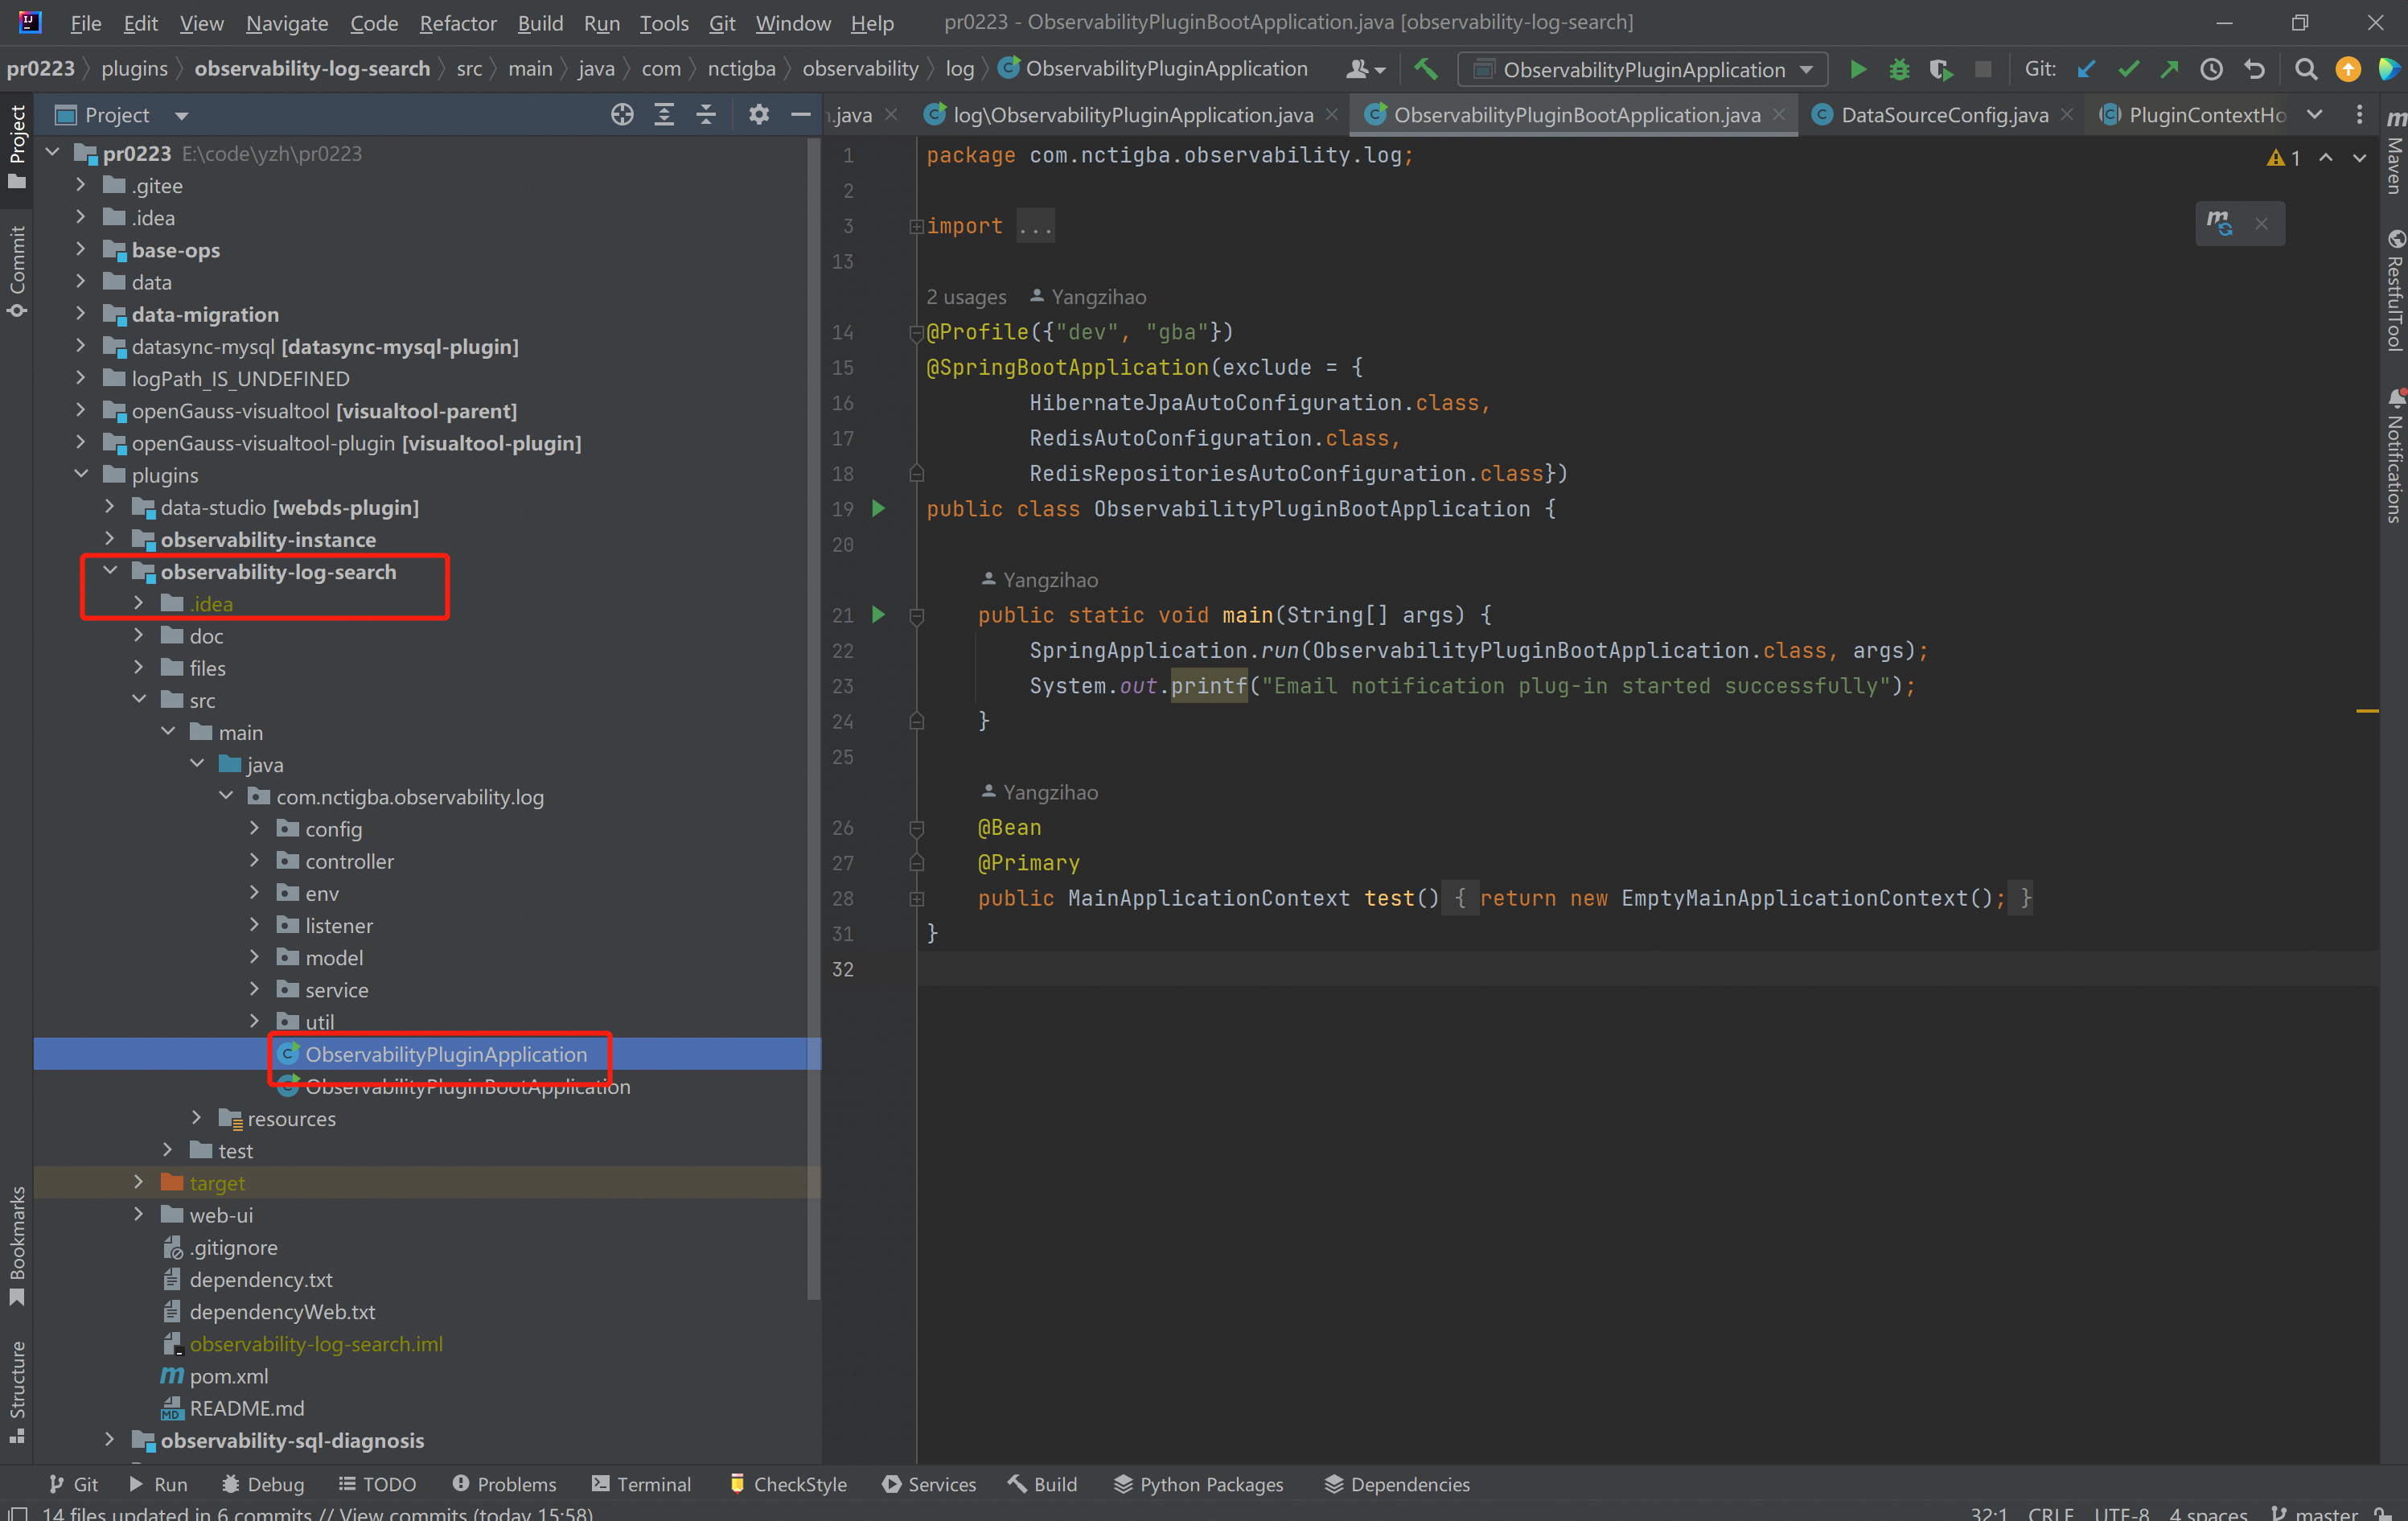 File Edit View Navigate Code Refactor Build Run Tools Git Window Help pr0223 - ObservabilityPluginBootApplication.java [observability-log-search]
pr0223 plugins observability-log-search src main java com nctigba observability log ObservabilityPluginApplication ObservabilityPluginApplication Git:
Project
.java log\ObservabilityPluginApplication.java ObservabilityPluginBootApplication.java DataSourceConfig.java PluginContextHo
Project
Commit
Bookmarks
Structure
pr0223 E:\code\yzh\pr0223
.gitee
.idea
base-ops
data
data-migration
datasync-mysql [datasync-mysql-plugin]
logPath_IS_UNDEFINED
openGauss-visualtool [visualtool-parent]
openGauss-visualtool-plugin [visualtool-plugin]
plugins
data-studio [webds-plugin]
observability-instance
observability-log-search
.idea
doc
files
src
main
java
com.nctigba.observability.log
config
controller
env
listener
model
service
util
ObservabilityPluginApplication
ObservabilityPluginBootApplication
resources
test
target
web-ui
.gitignore
dependency.txt
dependencyWeb.txt
observability-log-search.iml
pom.xml
README.md
observability-sql-diagnosis
1 package com.nctigba.observability.log;
2
3 import ...
13
2 usages Yangzihao
14 @Profile({"dev", "gba"})
15 @SpringBootApplication(exclude = {
16 HibernateJpaAutoConfiguration.class,
17 RedisAutoConfiguration.class,
18 RedisRepositoriesAutoConfiguration.class})
19 public class ObservabilityPluginBootApplication {
20
Yangzihao
21 public static void main(String[] args) {
22 SpringApplication.run(ObservabilityPluginBootApplication.class, args);
23 System.out.printf("Email notification plug-in started successfully");
24 }
25
Yangzihao
26 @Bean
27 @Primary
28 public MainApplicationContext test() { return new EmptyMainApplicationContext(); }
31 }
32
1
Maven
RestfulTool
Notifications
Git Run Debug TODO Problems Terminal CheckStyle Services Build Python Packages Dependencies
14 files updated in 6 commits // View commits (today 15:58) 32:1 CRLF UTF-8 4 spaces master